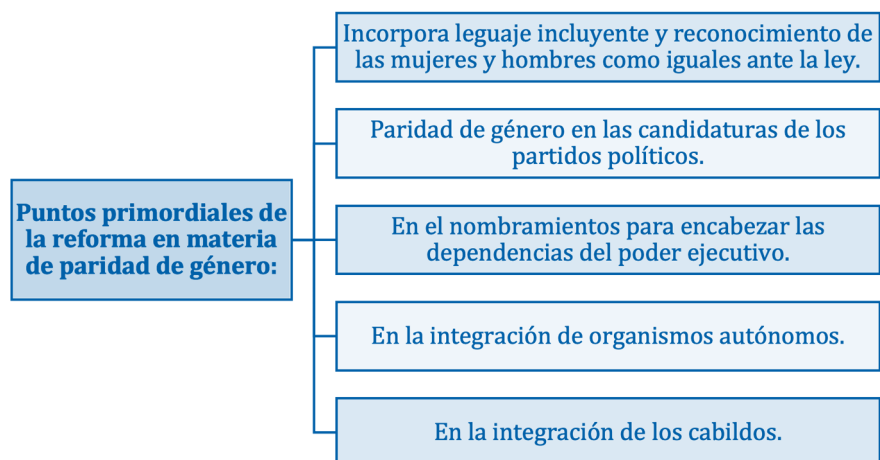 Puntos primordiales de
la reforma en materia
de paridad de género:
Incorpora leguaje incluyente y reconocimiento de
las mujeres y hombres como iguales ante la ley.
Paridad de género en las candidaturas de los
partidos políticos.
En el nombramientos para encabezar las
dependencias del poder ejecutivo.
En la integración de organismos autónomos.
En la integración de los cabildos.